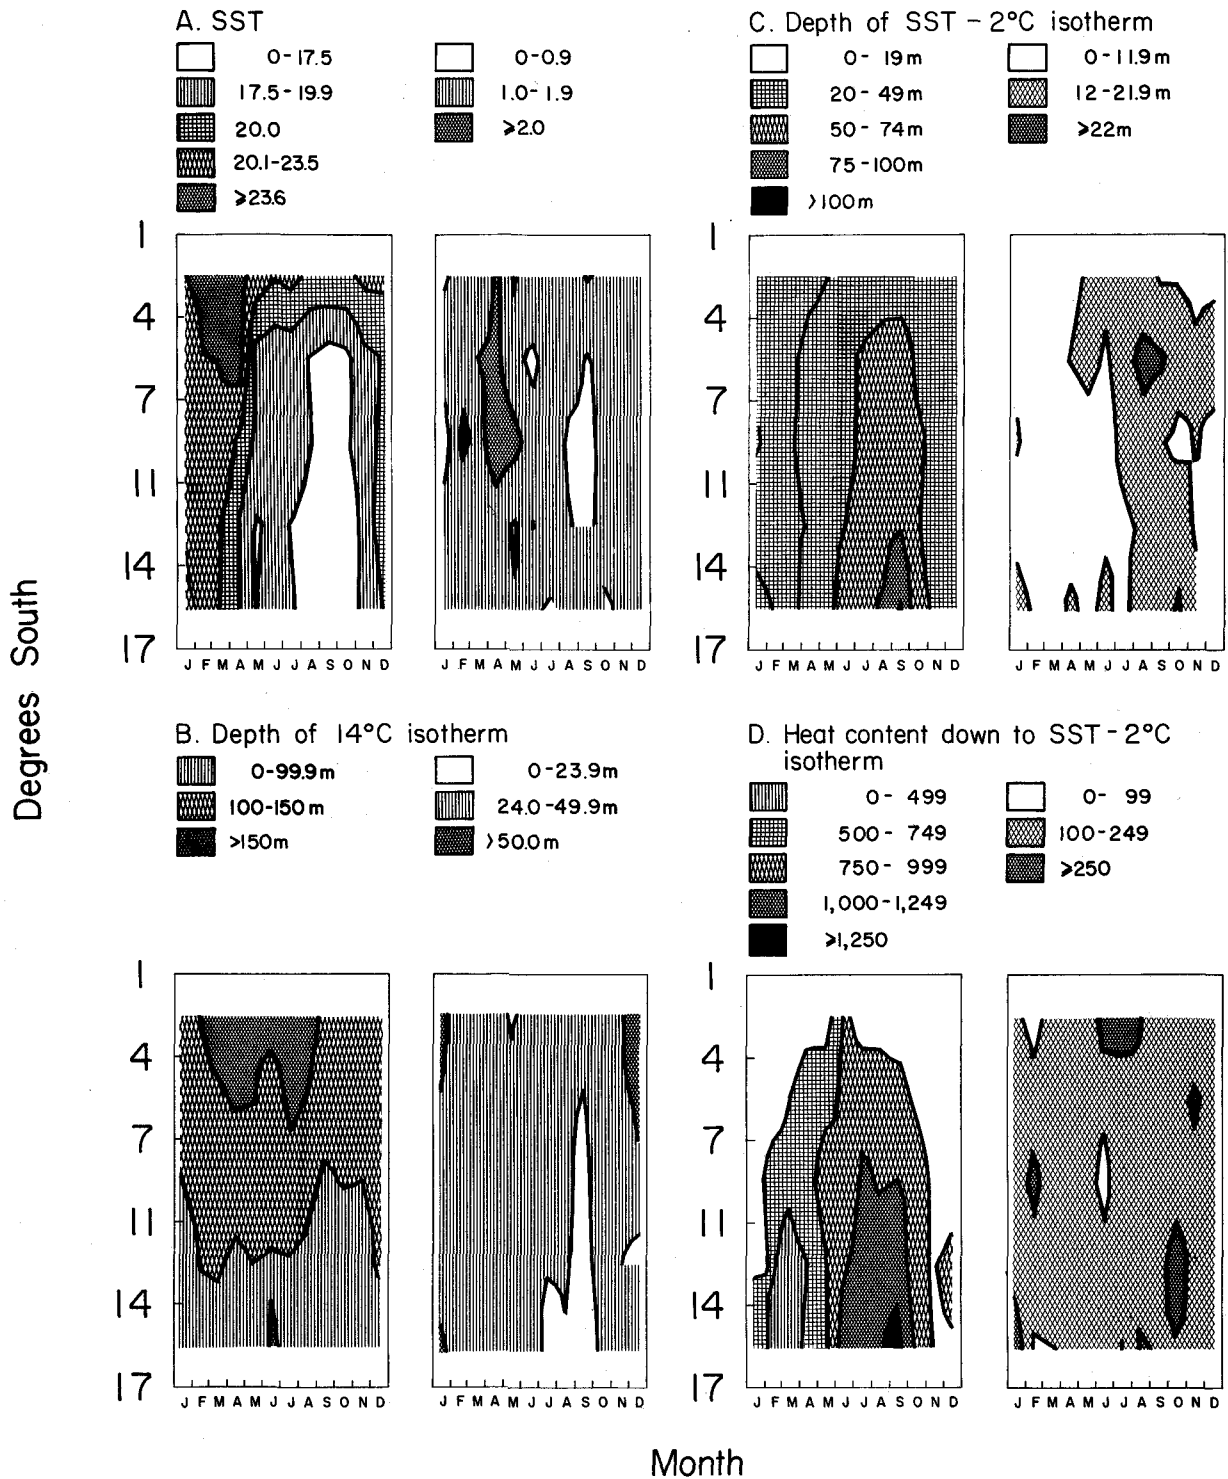 A. SST
0-17.5
17.5-19.9
20.0
20.1-23.5
⩾23.6
0-0.9
1.0-1.9
⩾2.0
C. Depth of SST-2°C isotherm
0-19m
20-49m
50-74m
75-100m
>100m
0-11.9m
12-21.9m
⩾22m
1
4
7
11
14
17
J F M A M J J A S O N D
J F M A M J J A S O N D
1
4
7
11
14
17
J F M A M J J A S O N D
J F M A M J J A S O N D
Degrees South
B. Depth of 14°C isotherm
0-99.9m
100-150m
>150m
0-23.9m
24.0-49.9m
>50.0m
D. Heat content down to SST-2°C
isotherm
0-499
500-749
750-999
1,000-1,249
⩾1,250
0-99
100-249
⩾250
1
4
7
11
14
17
J F M A M J J A S O N D
J F M A M J J A S O N D
1
4
7
11
14
17
J F M A M J J A S O N D
J F M A M J J A S O N D
Month